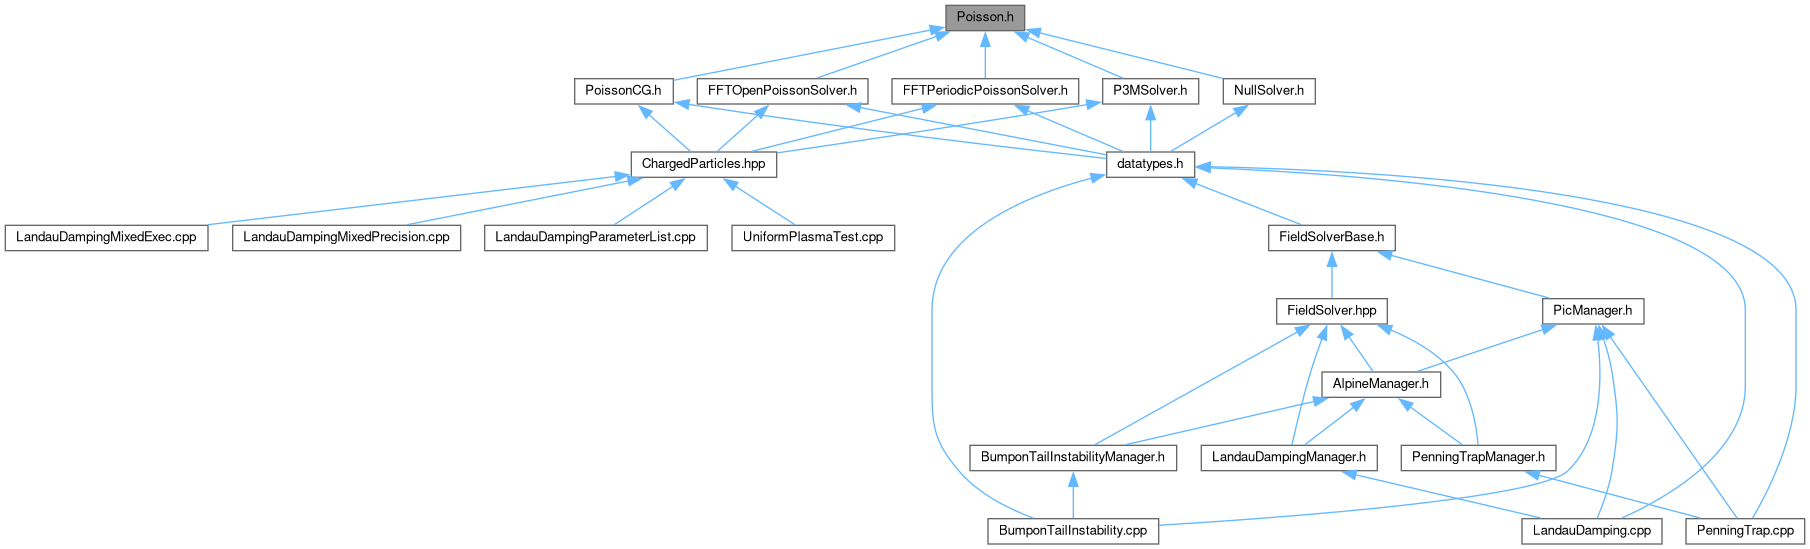 Poisson.h
PoissonCG.h
FFTOpenPoissonSolver.h
FFTPeriodicPoissonSolver.h
P3MSolver.h
NullSolver.h
ChargedParticles.hpp
datatypes.h
LandauDampingMixedExec.cpp
LandauDampingMixedPrecision.cpp
LandauDampingParameterList.cpp
UniformPlasmaTest.cpp
FieldSolverBase.h
FieldSolver.hpp
PicManager.h
AlpineManager.h
BumponTailInstabilityManager.h
LandauDampingManager.h
PenningTrapManager.h
BumponTailInstability.cpp
LandauDamping.cpp
PenningTrap.cpp